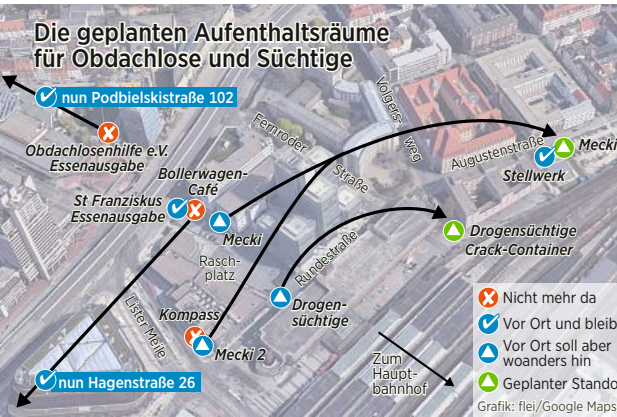 Die geplanten Aufenthaltsräume
für Obdachlose und Süchtige
nun Podbielskistraße 102
Obdachlosenhilfe e.V.
Essenausgabe
Bollerwagen-
Café
St Franziskus
Essenausgabe
Mecki
Rasch-
platz
Fernroder
Straße
Volgers-
weg
Augustenstraße
Mecki
Stellwerk
Drogensüchtige
Crack-Container
Rundestraße
Drogen-
süchtige
Lister Meile
Kompass
Mecki 2
nun Hagenstraße 26
Zum
Haupt-
bahnhof
Nicht mehr da
Vor Ort und bleib
Vor Ort soll aber
woanders hin
Geplanter Stando
Grafik: flei/Google Maps